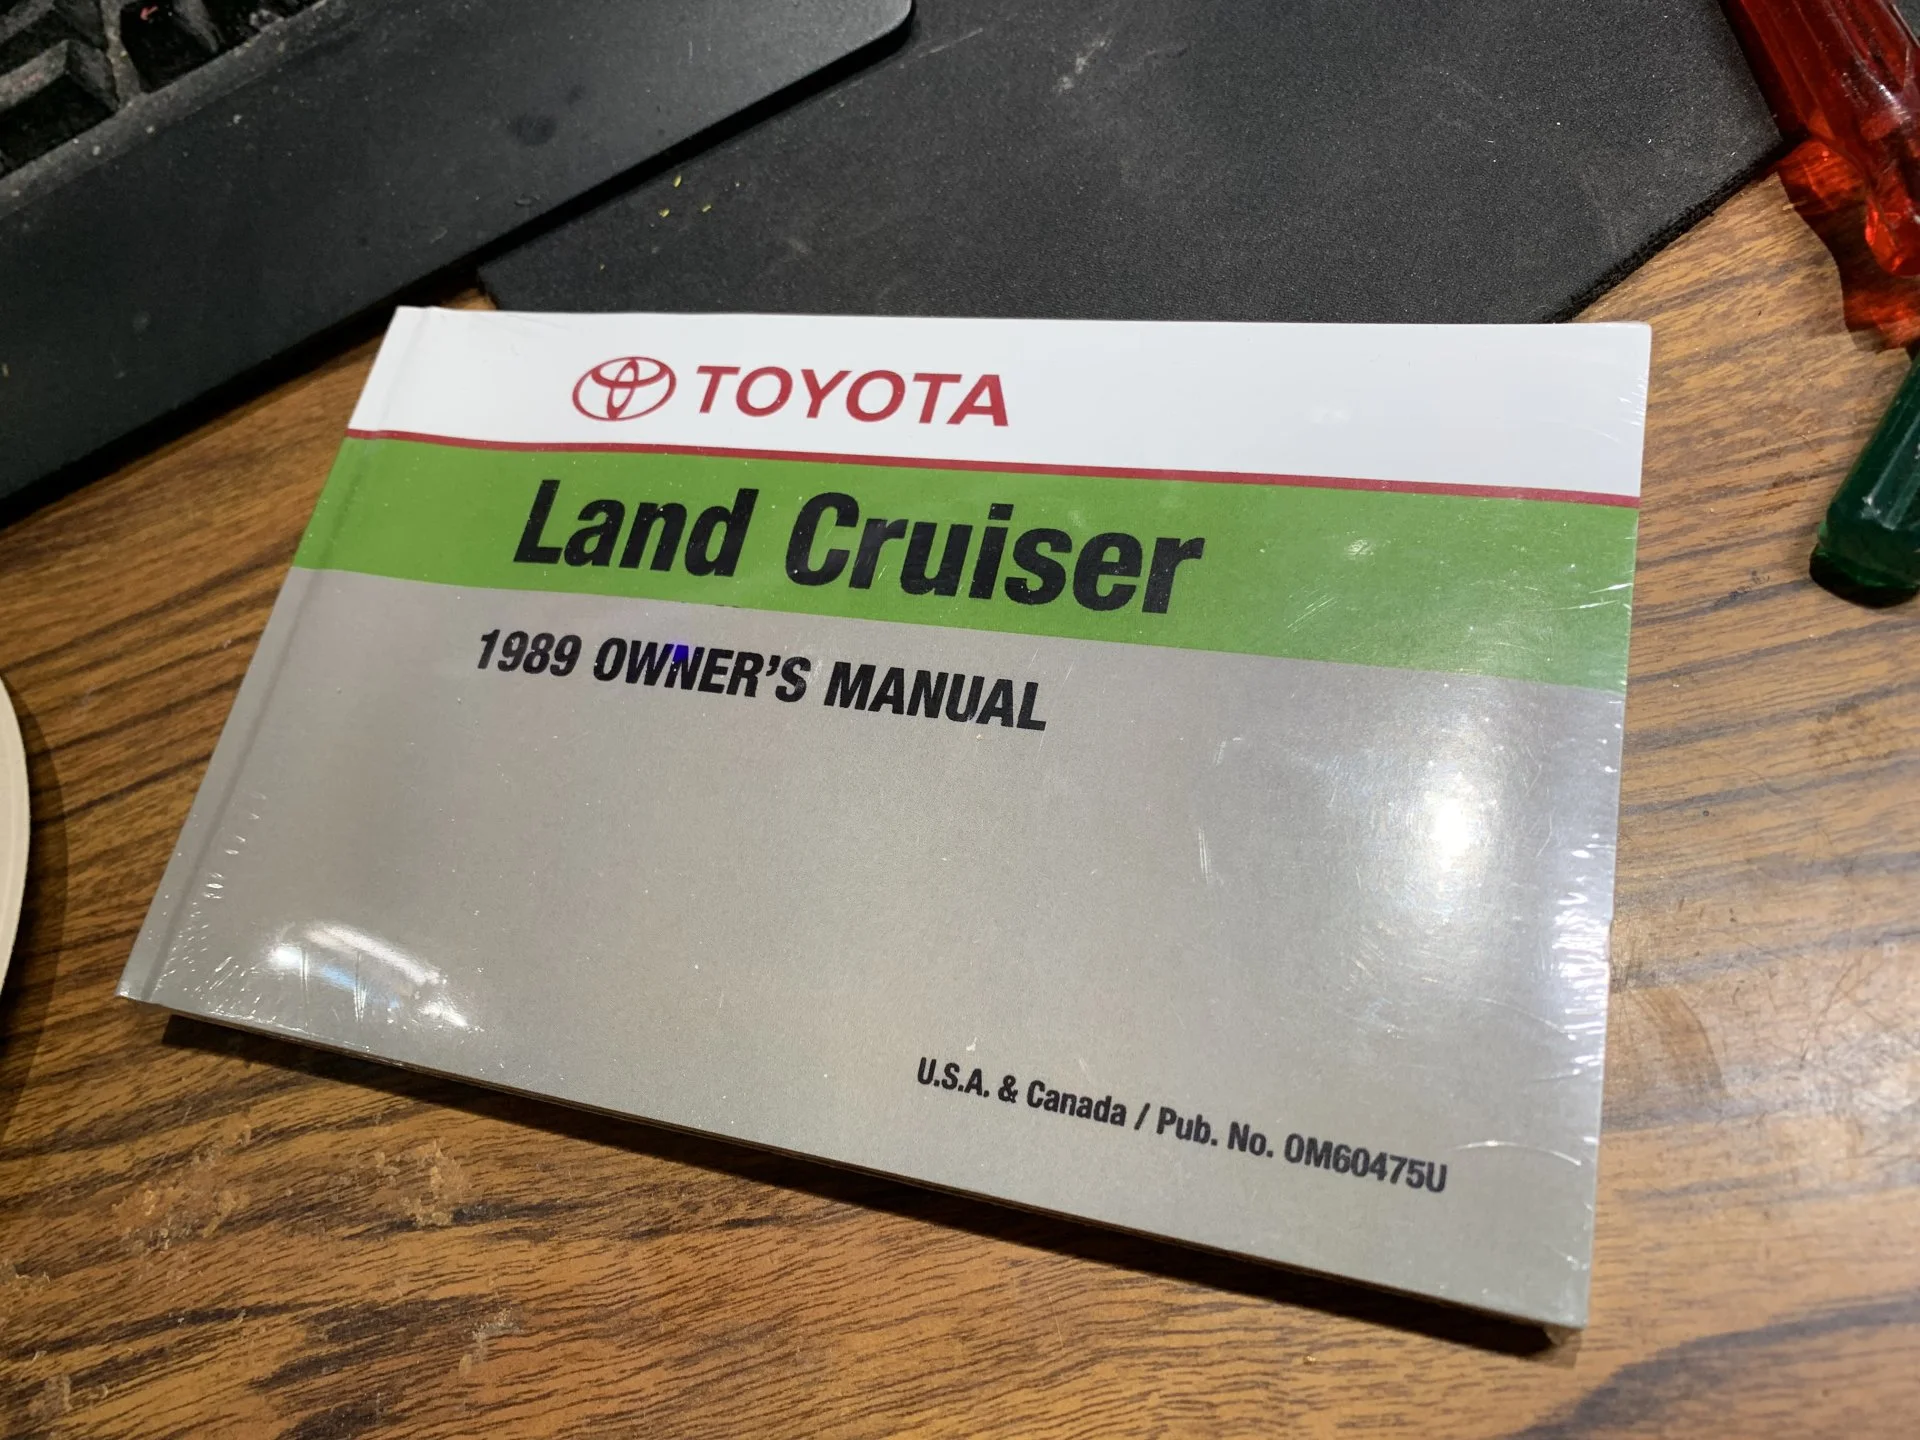 TOYOTA
Land Cruiser
1989 OWNER'S MANUAL
U.S.A. & Canada / Pub. No. OM60475U